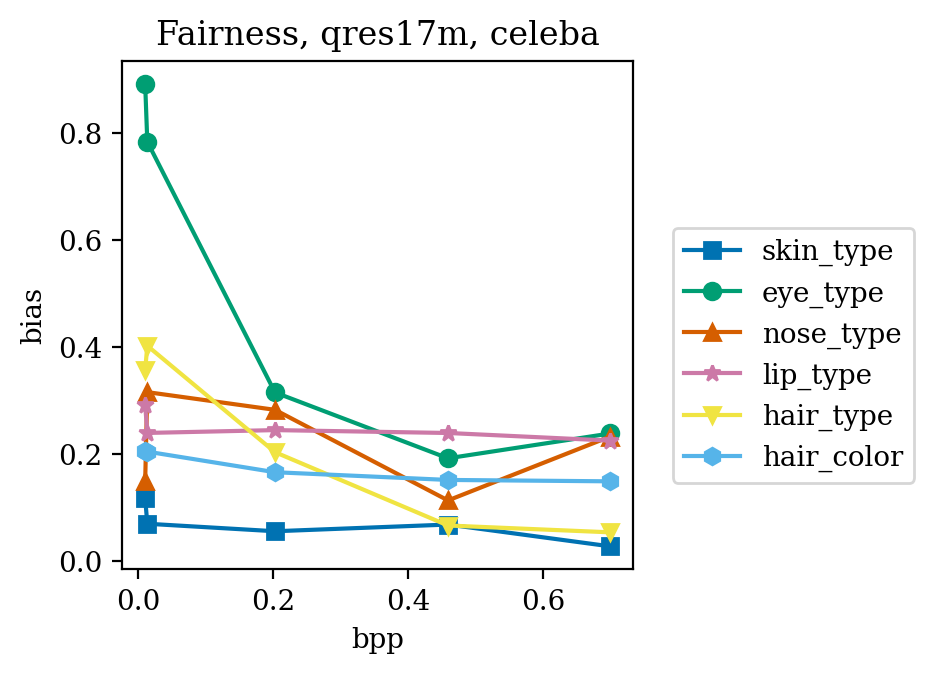 Fairness, qres17m, celeba
bias
0.8
0.6
0.4
0.2
0.0
0.0 0.2 0.4 0.6
bpp
skin_type
eye_type
nose_type
lip_type
hair_type
hair_color